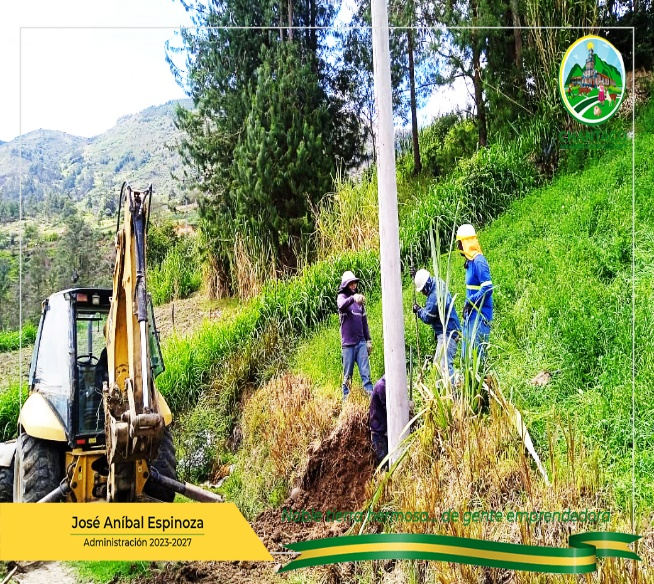 José Aníbal Espinoza
Administración 2023-2027
de gente emprendedora